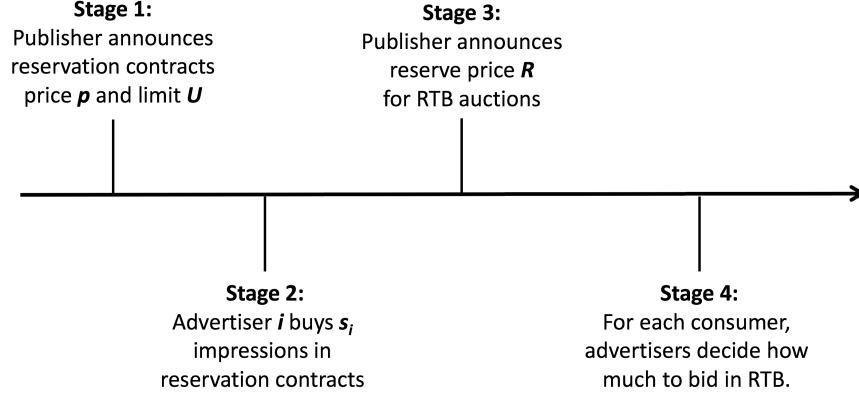 Stage 1:
Publisher announces
reservation contracts
price p and limit U
Stage 3:
Publisher announces
reserve price R
for RTB auctions
Stage 2:
Advertiser i buys sᵢ
impressions in
reservation contracts
Stage 4:
For each consumer,
advertisers decide how
much to bid in RTB.